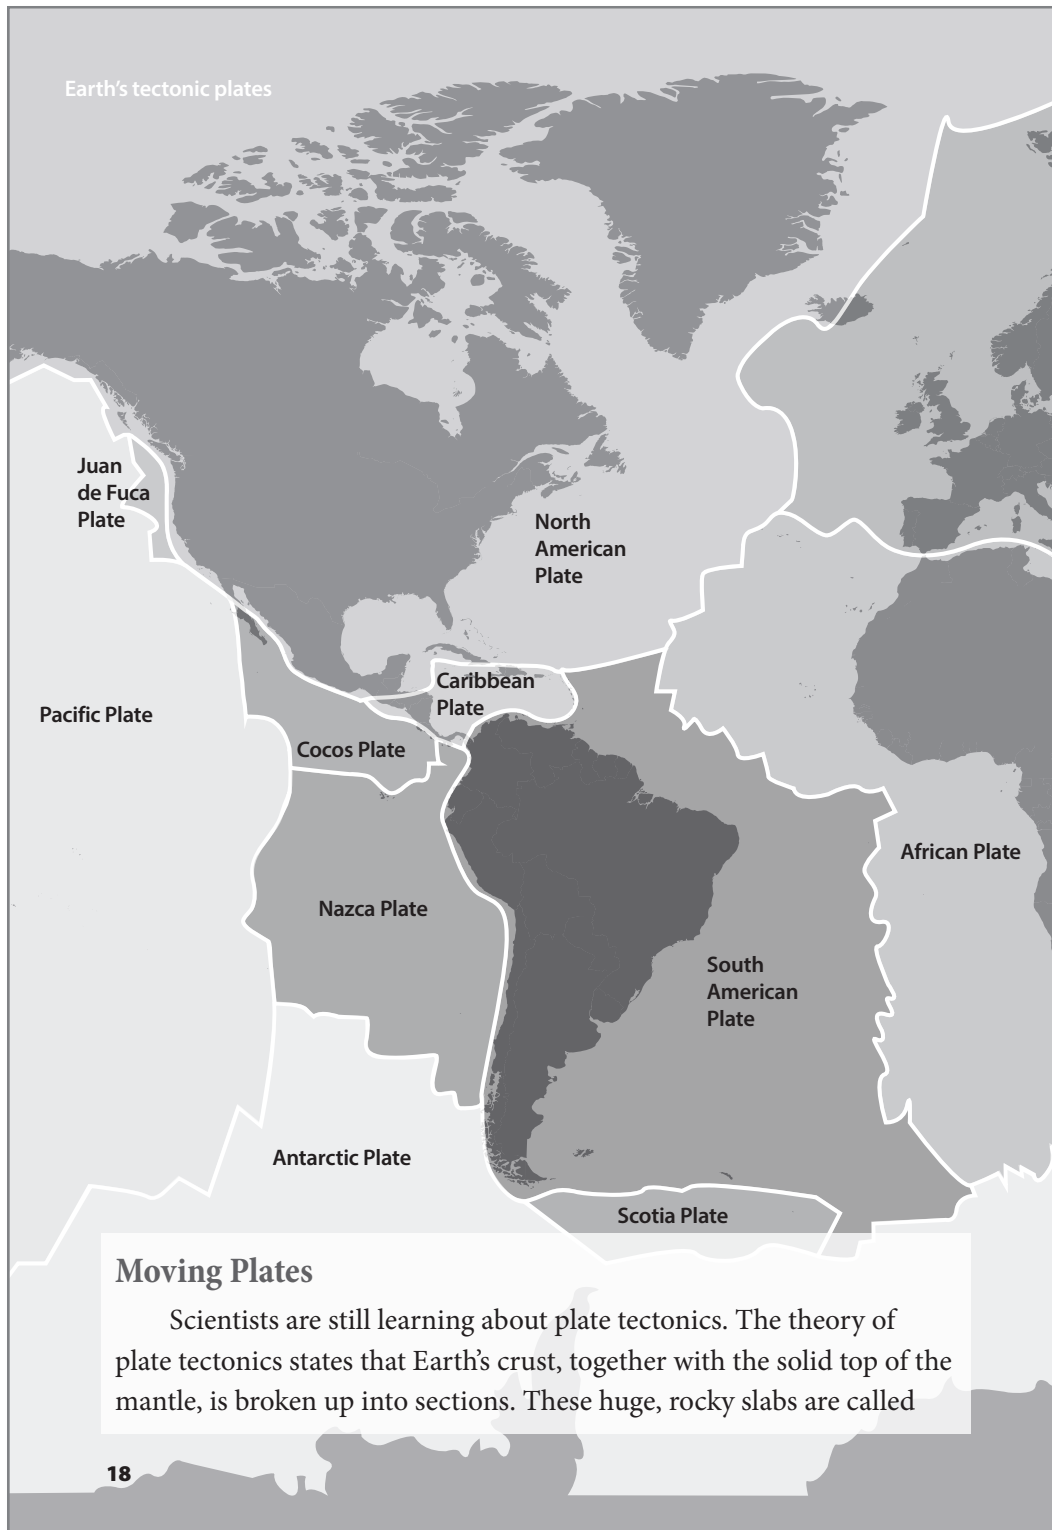 Earth’s tectonic plates
Juan
de Fuca
Plate
North
American
Plate
Caribbean
Plate
Pacific Plate
Cocos Plate
African Plate
Nazca Plate
South
American
Plate
Antarctic Plate
Scotia Plate
Moving Plates
Scientists are still learning about plate tectonics. The theory of
plate tectonics states that Earth’s crust, together with the solid top of the
mantle, is broken up into sections. These huge, rocky slabs are called
18